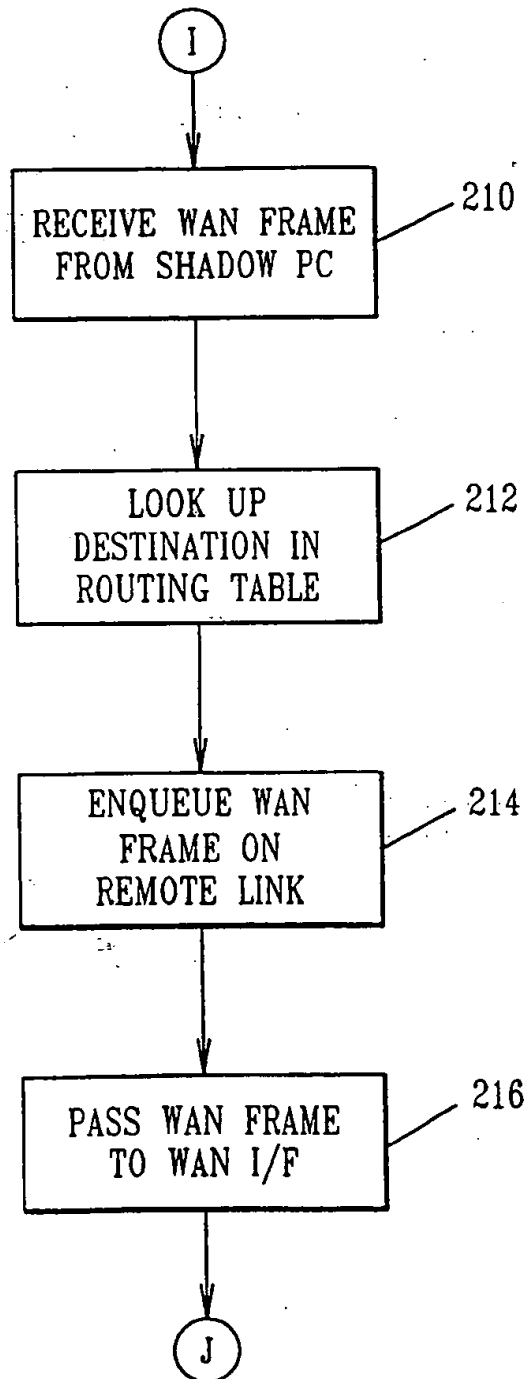 I
RECEIVE WAN FRAME
FROM SHADOW PC
210
LOOK UP
DESTINATION IN
ROUTING TABLE
212
ENQUEUE WAN
FRAME ON
REMOTE LINK
214
PASS WAN FRAME
TO WAN I/F
216
J